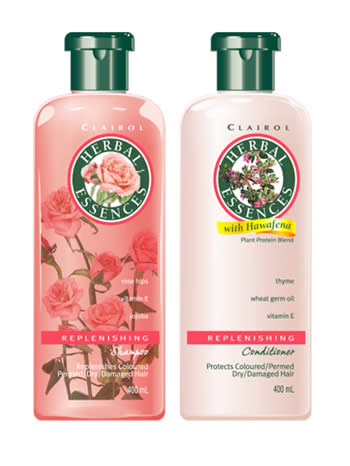 CLAIROL
HERBAL
ESSENCES
rose hips
vitamin E
jojoba
REPLENISHING
Shampoo
Replenishes Coloured
Permed/Dry/Damaged Hair
400 mL
CLAIROL
HERBAL
ESSENCES
with Hawafena
Plant Protein Blend
thyme
wheat germ oil
vitamin E
REPLENISHING
Conditioner
Protects Coloured/Permed
Dry/Damaged Hair
400 mL